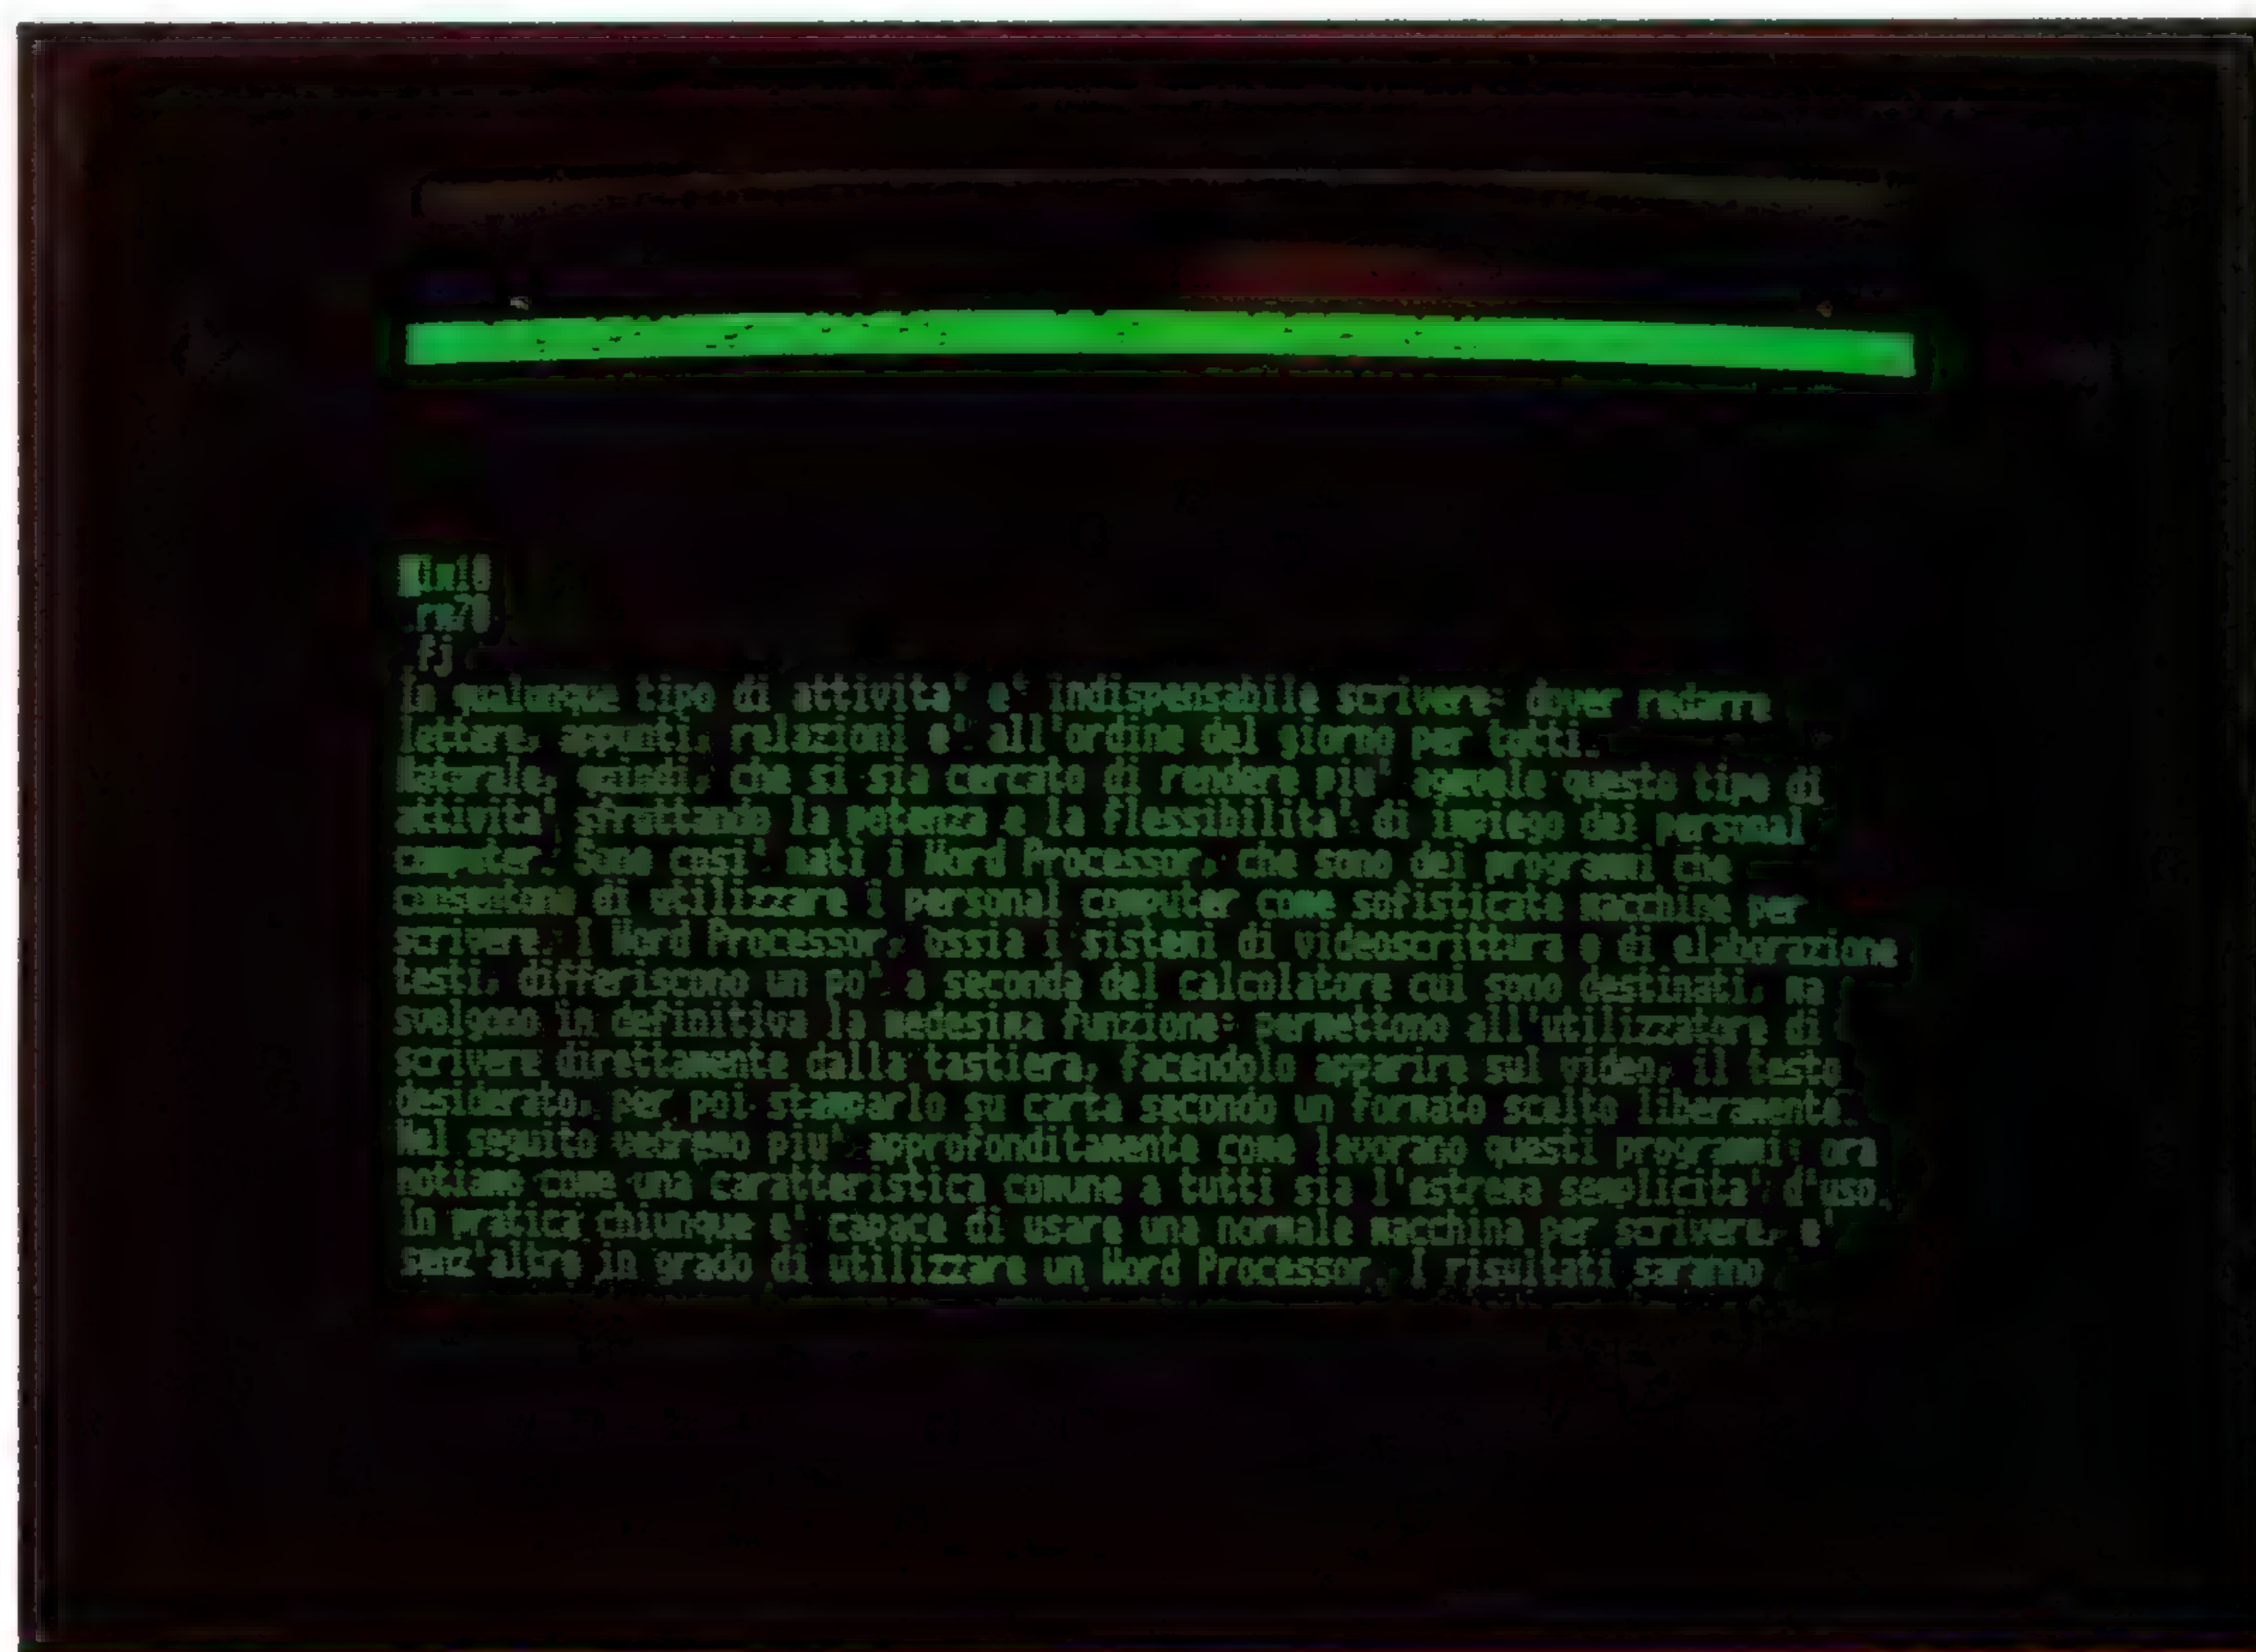 .lm10
.rm70
.fj
In qualunque tipo di attivita' e' indispensabile scrivere: dover redarre
lettere, appunti, relazioni e' all'ordine del giorno per tutti.
Naturale, quindi, che si sia cercato di rendere piu' agevole questo tipo di
attivita' sfruttando la potenza e la flessibilita' di impiego dei personal
computer. Sono cosi' nati i Word Processor, che sono dei programmi che
consentono di utilizzare i personal computer come sofisticate macchine per
scrivere. I Word Processor, ossia i sistemi di videoscrittura o di elaborazione
testi, differiscono un po' a seconda del calcolatore cui sono destinati, ma
svolgono in definitiva la medesima funzione: permettono all'utilizzatore di
scrivere direttamente dalla tastiera, facendolo apparire sul video, il testo
desiderato, per poi stamparlo su carta secondo un formato scelto liberamente.
Nel seguito vedremo piu' approfonditamente come lavorano questi programmi: ora
notiamo come una caratteristica comune a tutti sia l'estrema semplicita' d'uso.
In pratica chiunque e' capace di usare una normale macchina per scrivere, e'
senz'altro in grado di utilizzare un Word Processor. I risultati saranno